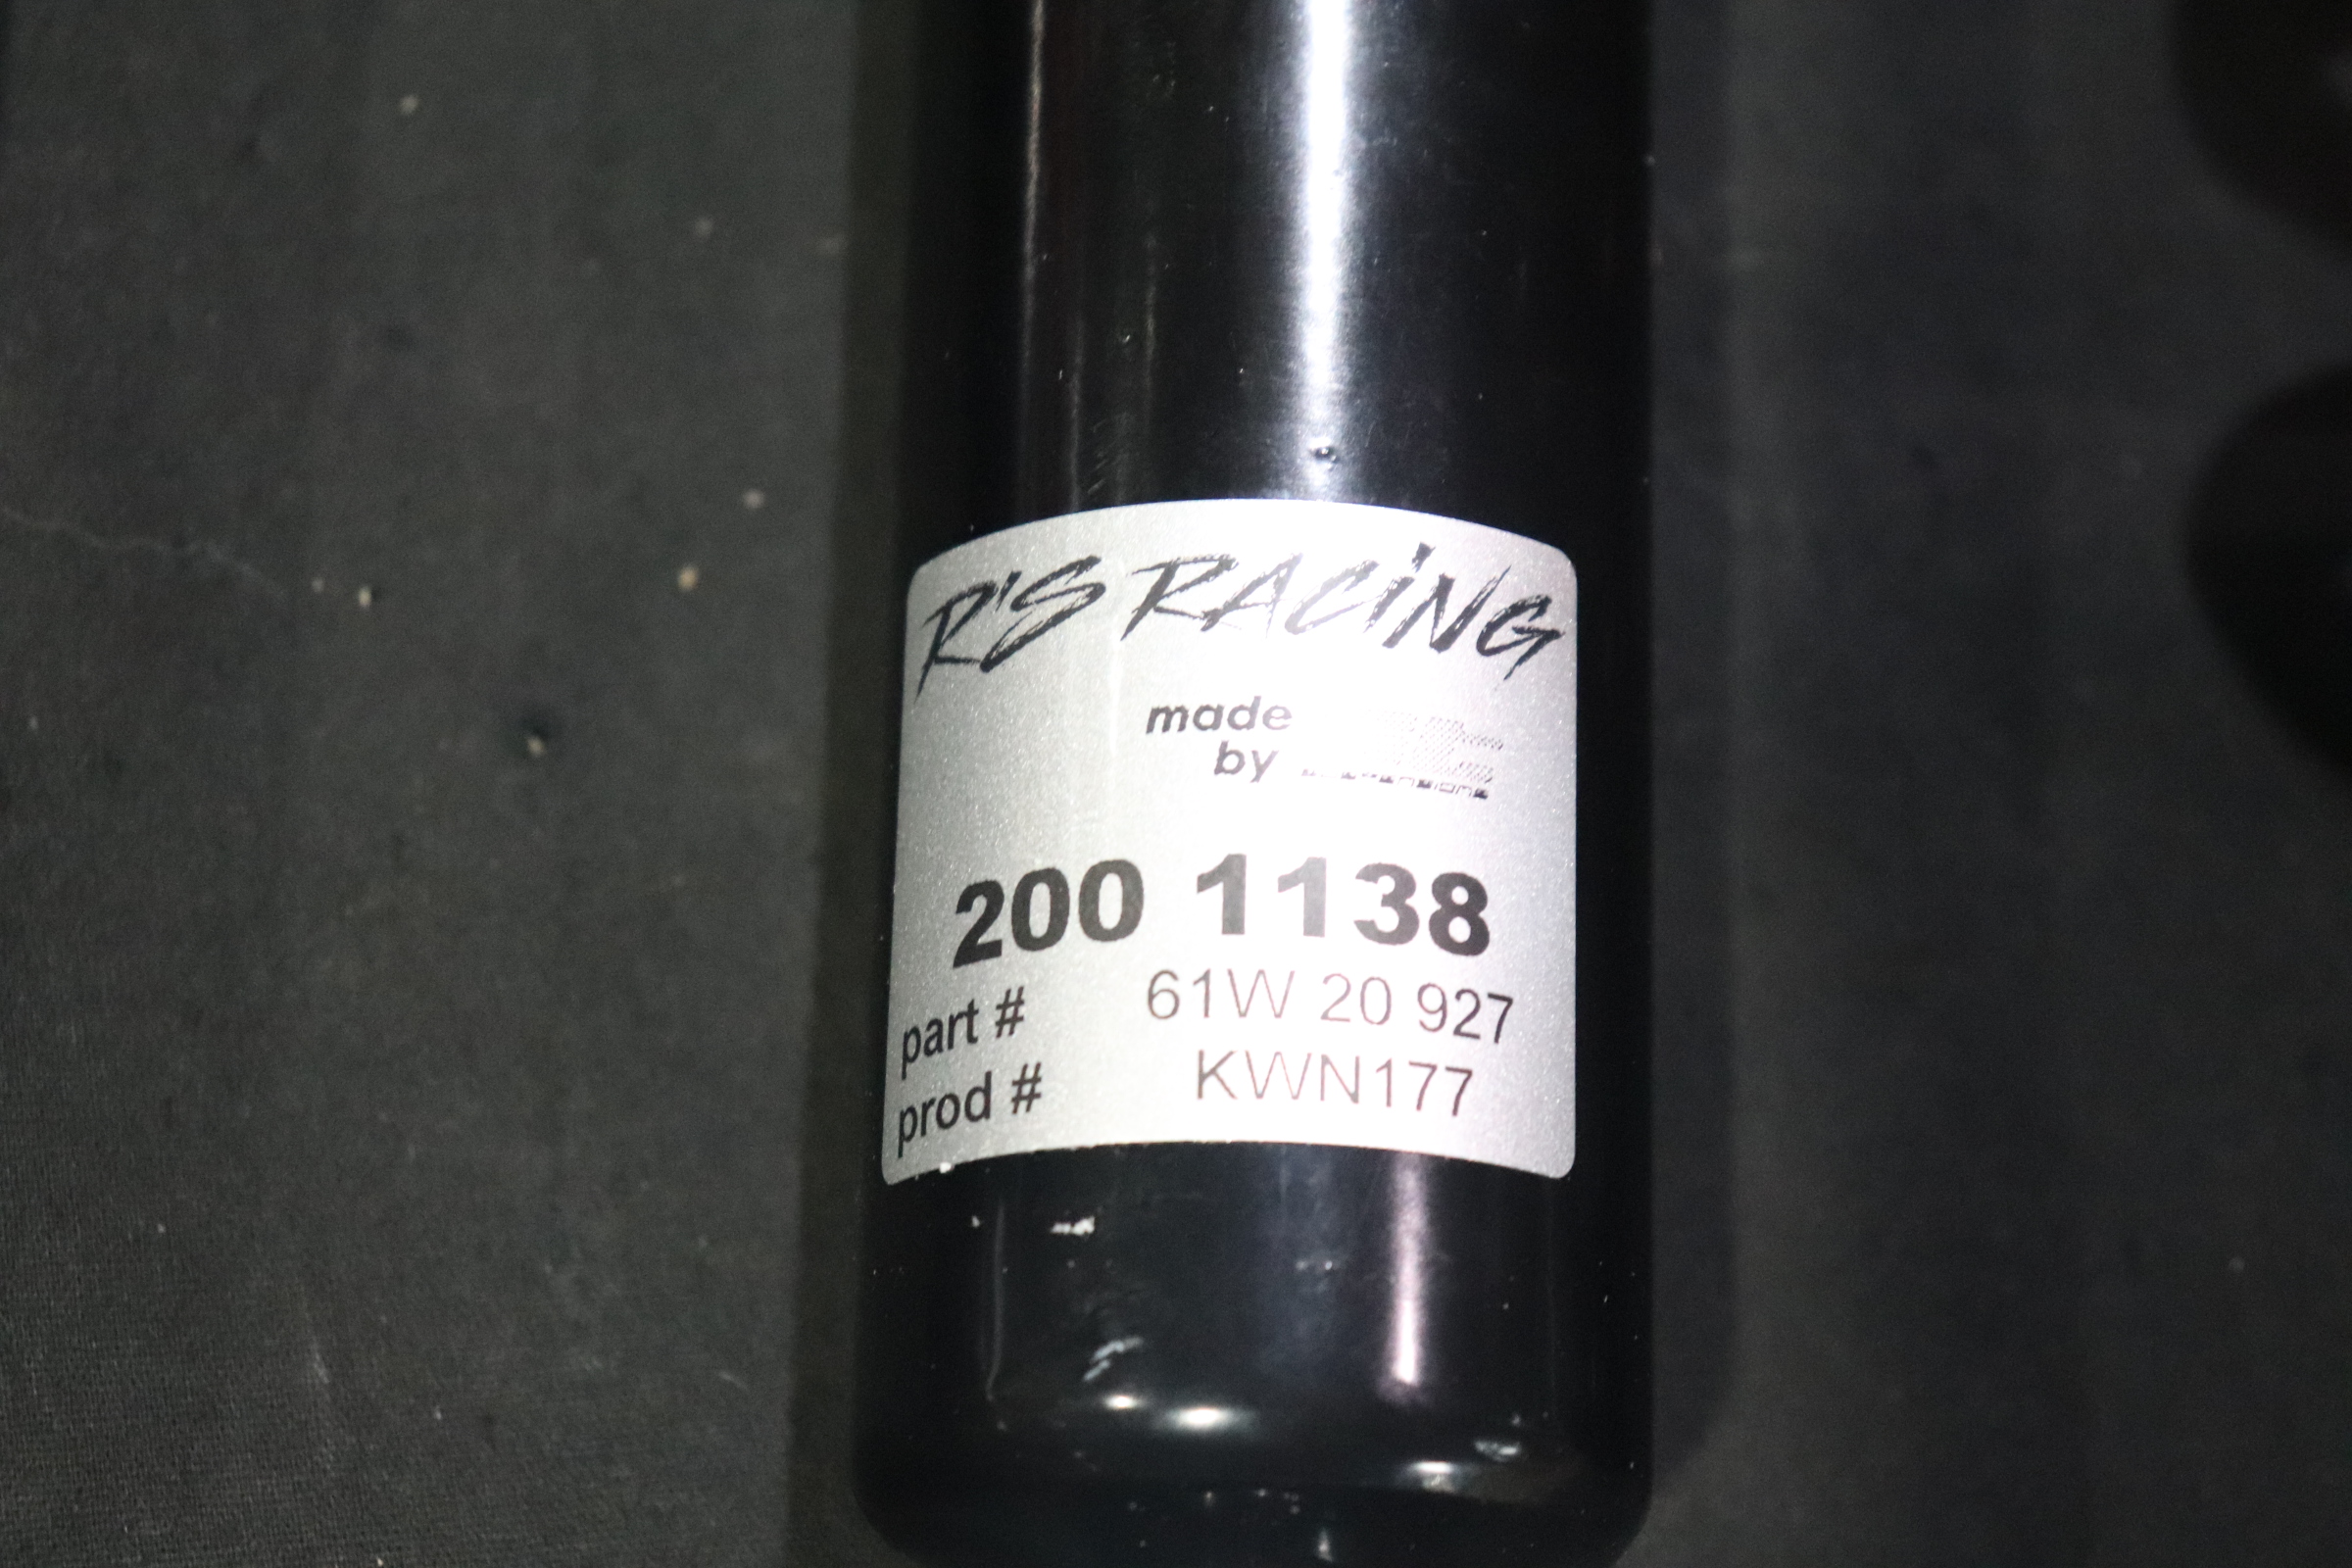 R'S RACING
made
by
200 1138
part # 61W 20 927
prod # KWN177